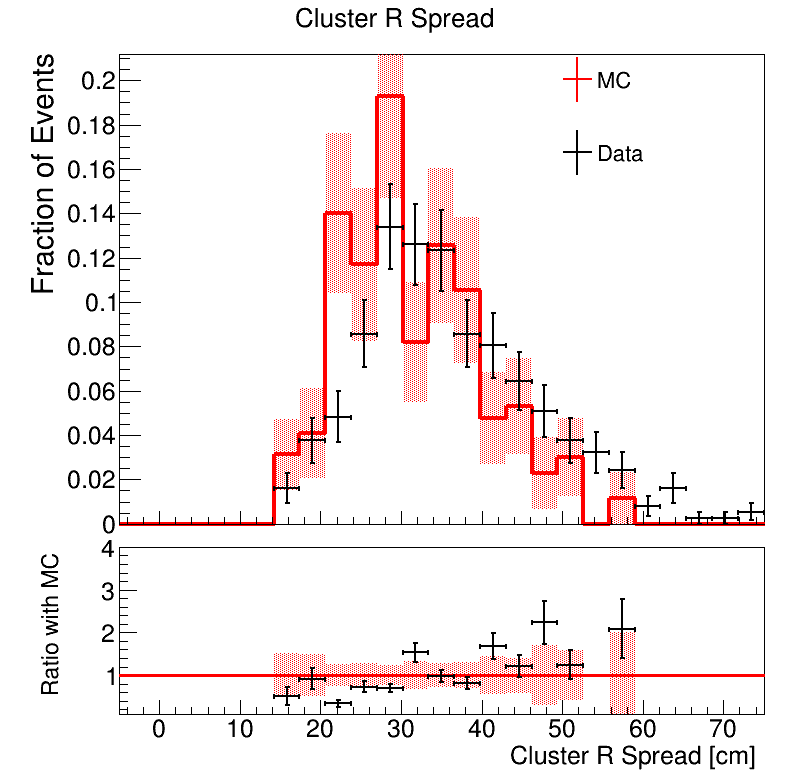 Cluster R Spread
Fraction of Events
0.2
0.18
0.16
0.14
0.12
0.1
0.08
0.06
0.04
0.02
0
MC
Data
Ratio with MC
4
3
2
1
0 10 20 30 40 50 60 70
Cluster R Spread [cm]